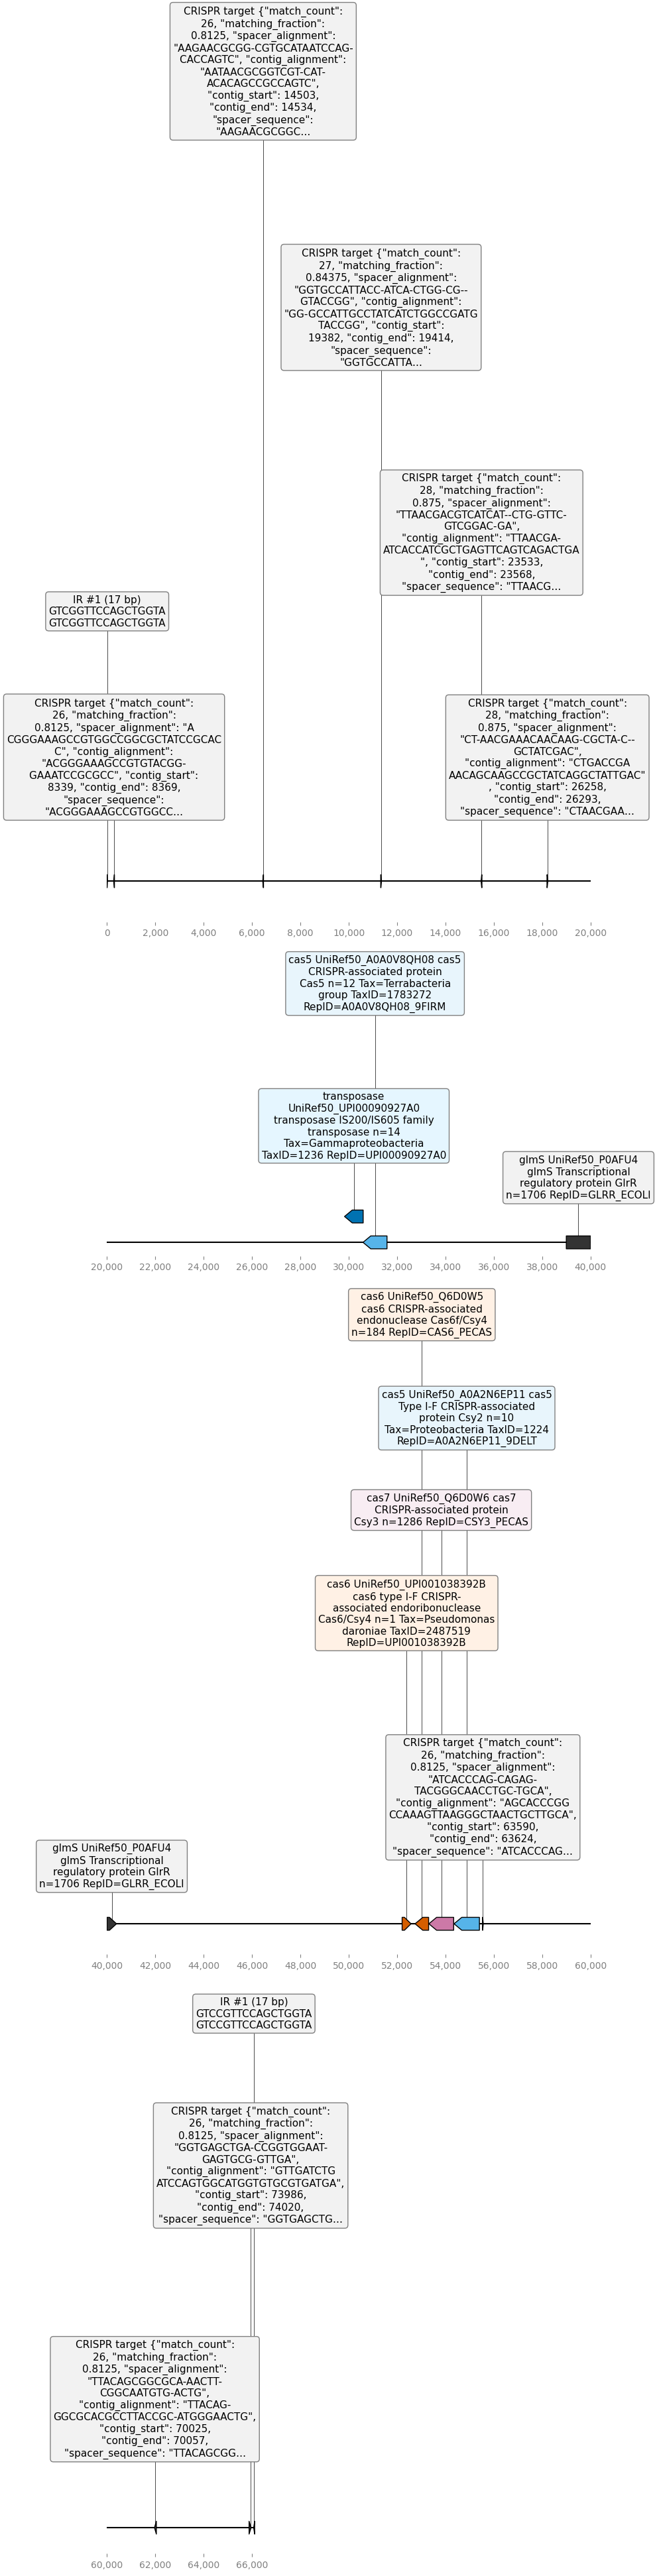 CRISPR target {"match_count":
26, "matching_fraction":
0.8125, "spacer_alignment":
"AAGAACGCGG-CGTGCATAATCCAG-
CACCAGTC", "contig_alignment":
"AATAACGCGGTCGT-CAT-
ACACAGCCGCCAGTC",
"contig_start": 14503,
"contig_end": 14534,
"spacer_sequence":
"AAGAACGCGGC...
CRISPR target {"match_count":
27, "matching_fraction":
0.84375, "spacer_alignment":
"GGTGCCATTACC-ATCA-CTGG-CG--
GTACCGG", "contig_alignment":
"GG-GCCATTGCCTATCATCTGGCCGATG
TACCGG", "contig_start":
19382, "contig_end": 19414,
"spacer_sequence":
"GGTGCCATTA...
CRISPR target {"match_count":
28, "matching_fraction":
0.875, "spacer_alignment":
"TTAACGACGTCATCAT--CTG-GTTC-
GTCGGAC-GA",
"contig_alignment": "TTAACGA-
ATCACCATCGCTGAGTTCAGTCAGACTGA
", "contig_start": 23533,
"contig_end": 23568,
"spacer_sequence": "TTAACG...
IR #1 (17 bp)
GTCGGTTCCAGCTGGTA
GTCGGTTCCAGCTGGTA
CRISPR target {"match_count":
26, "matching_fraction":
0.8125, "spacer_alignment": "A
CGGGAAAGCCGTGGCCGGCGCTATCCGCAC
C", "contig_alignment":
"ACGGGAAAGCCGTGTACGG-
GAAATCCGCGCC", "contig_start":
8339, "contig_end": 8369,
"spacer_sequence":
"ACGGGAAAGCCGTGGCC...
CRISPR target {"match_count":
28, "matching_fraction":
0.875, "spacer_alignment":
"CT-AACGAAACAACAAG-CGCTA-C--
GCTATCGAC",
"contig_alignment": "CTGACCGA
AACAGCAAGCCGCTATCAGGCTATTGAC"
, "contig_start": 26258,
"contig_end": 26293,
"spacer_sequence": "CTAACGAA...
0 2,000 4,000 6,000 8,000 10,000 12,000 14,000 16,000 18,000 20,000
cas5 UniRef50_A0A0V8QH08 cas5
CRISPR-associated protein
Cas5 n=12 Tax=Terrabacteria
group TaxID=1783272
RepID=A0A0V8QH08_9FIRM
transposase
UniRef50_UPI00090927A0
transposase IS200/IS605 family
transposase n=14
Tax=Gammaproteobacteria
TaxID=1236 RepID=UPI00090927A0
glmS UniRef50_P0AFU4
glmS Transcriptional
regulatory protein GlrR
n=1706 RepID=GLRR_ECOLI
20,000 22,000 24,000 26,000 28,000 30,000 32,000 34,000 36,000 38,000 40,000
cas6 UniRef50_Q6D0W5
cas6 CRISPR-associated
endonuclease Cas6f/Csy4
n=184 RepID=CAS6_PECAS
cas5 UniRef50_A0A2N6EP11 cas5
Type I-F CRISPR-associated
protein Csy2 n=10
Tax=Proteobacteria TaxID=1224
RepID=A0A2N6EP11_9DELT
cas7 UniRef50_Q6D0W6 cas7
CRISPR-associated protein
Csy3 n=1286 RepID=CSY3_PECAS
cas6 UniRef50_UPI001038392B
cas6 type I-F CRISPR-
associated endoribonuclease
Cas6/Csy4 n=1 Tax=Pseudomonas
daroniae TaxID=2487519
RepID=UPI001038392B
CRISPR target {"match_count":
26, "matching_fraction":
0.8125, "spacer_alignment":
"ATCACCCAG-CAGAG-
TACGGGCAACCTGC-TGCA",
"contig_alignment": "AGCACCCGG
CCAAAGTTAAGGGCTAACTGCTTGCA",
"contig_start": 63590,
"contig_end": 63624,
"spacer_sequence": "ATCACCCAG...
glmS UniRef50_P0AFU4
glmS Transcriptional
regulatory protein GlrR
n=1706 RepID=GLRR_ECOLI
40,000 42,000 44,000 46,000 48,000 50,000 52,000 54,000 56,000 58,000 60,000
IR #1 (17 bp)
GTCCGTTCCAGCTGGTA
GTCCGTTCCAGCTGGTA
CRISPR target {"match_count":
26, "matching_fraction":
0.8125, "spacer_alignment":
"GGTGAGCTGA-CCGGTGGAAT-
GAGTGCG-GTTGA",
"contig_alignment": "GTTGATCTG
ATCCAGTGGCATGGTGTGCGTGATGA",
"contig_start": 73986,
"contig_end": 74020,
"spacer_sequence": "GGTGAGCTG...
CRISPR target {"match_count":
26, "matching_fraction":
0.8125, "spacer_alignment":
"TTACAGCGGCGCA-AACTT-
CGGCAATGTG-ACTG",
"contig_alignment": "TTACAG-
GGCGCACGCCTTACCGC-ATGGGAACTG",
"contig_start": 70025,
"contig_end": 70057,
"spacer_sequence": "TTACAGCGG...
60,000 62,000 64,000 66,000